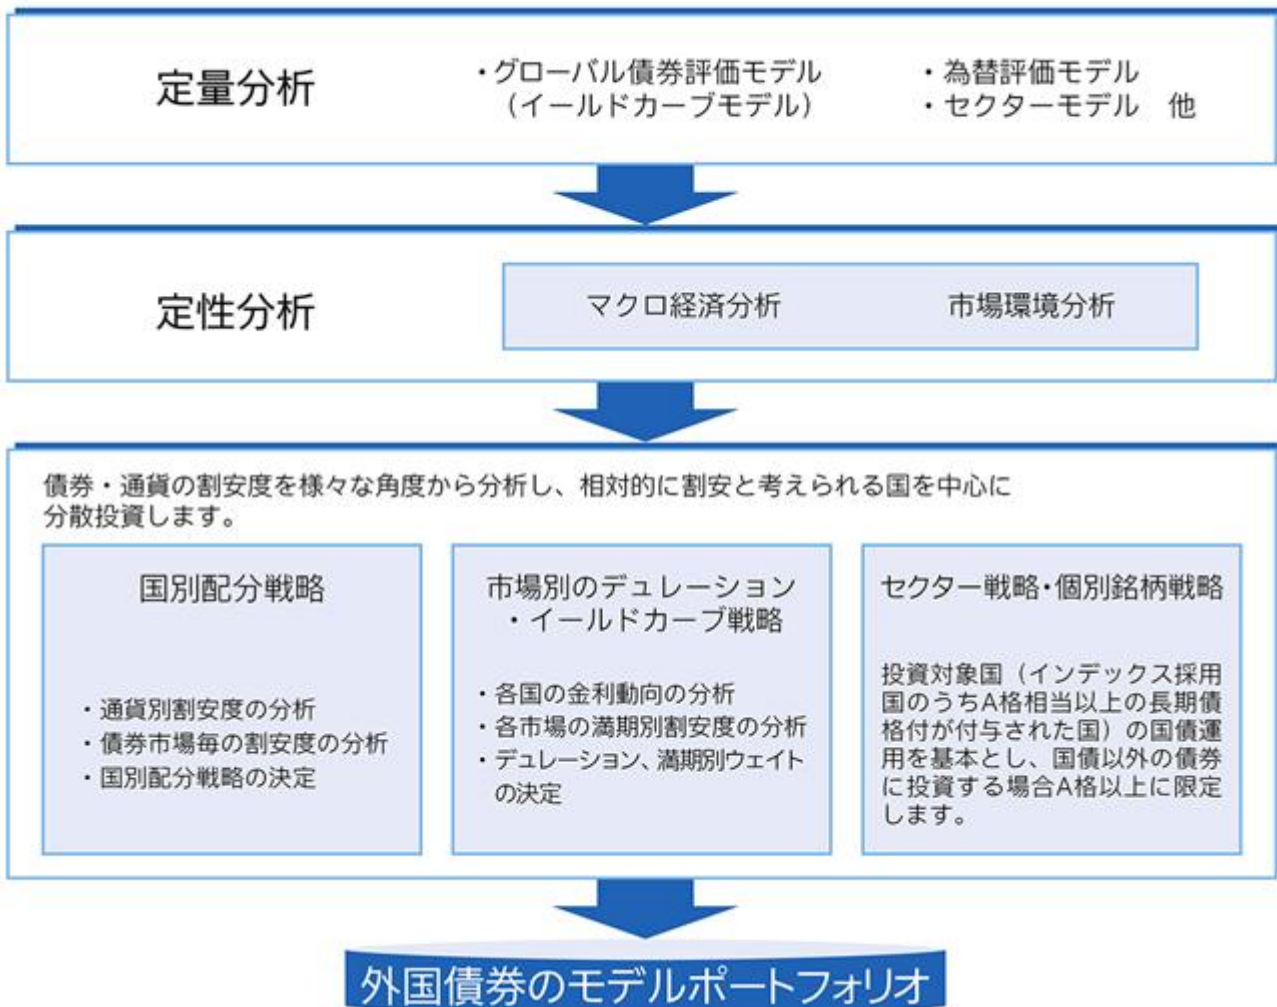 定量分析
・グローバル債券評価モデル
（イールドカーブモデル）
・為替評価モデル
・セクターモデル　他
定性分析
マクロ経済分析
市場環境分析
債券・通貨の割安度を様々な角度から分析し、相対的に割安と考えられる国を中心に
分散投資します。
国別配分戦略
・通貨別割安度の分析
・債券市場毎の割安度の分析
・国別配分戦略の決定
市場別のデュレーション
・イールドカーブ戦略
・各国の金利動向の分析
・各市場の満期別割安度の分析
・デュレーション、満期別ウェイト
の決定
セクター戦略・個別銘柄戦略
投資対象国（インデックス採用
国のうちA格相当以上の長期債
格付が付与された国）の国債運
用を基本とし、国債以外の債券
に投資する場合A格以上に限定
します。
外国債券のモデルポートフォリオ